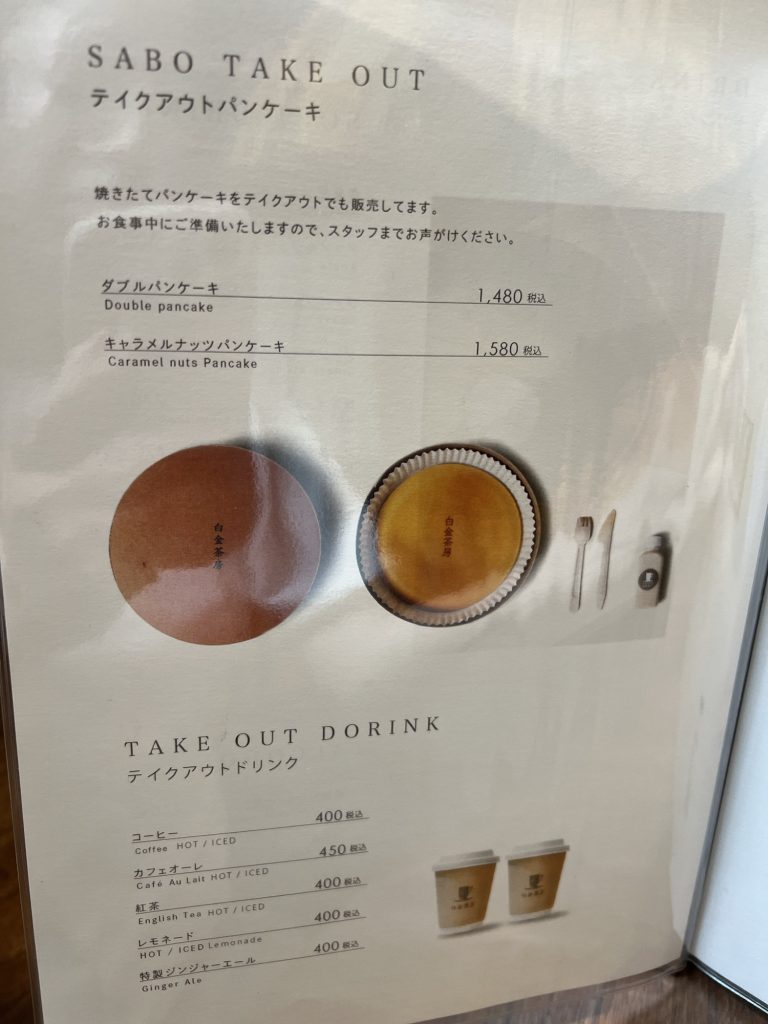 SABO TAKE OUT
テイクアウトパンケーキ
焼きたてパンケーキをテイクアウトでも販売してます。
お食事中にご準備いたしますので、スタッフまでお声がけください。
ダブルパンケーキ 1,480 税込
Double pancake
キャラメルナッツパンケーキ 1,580 税込
Caramel nuts Pancake
白金茶房
白金茶房
TAKE OUT DORINK
テイクアウトドリンク
コーヒー 400 税込
Coffee HOT / ICED
カフェオーレ 450 税込
Café Au Lait HOT / ICED
紅茶 400 税込
English Tea HOT / ICED
レモネード 400 税込
HOT / ICED Lemonade
特製ジンジャーエール 400 税込
Ginger Ale
白金茶房
白金茶房